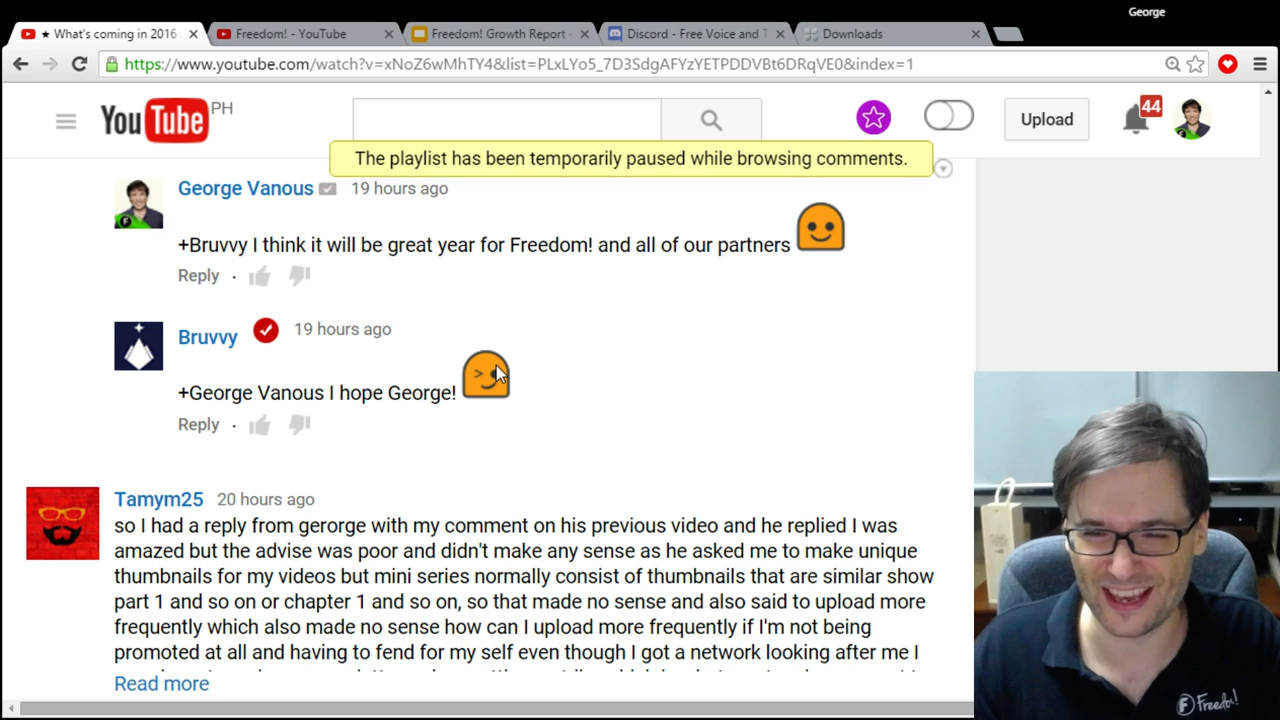 George
★ What's coming in 2016
Freedom! - YouTube
Freedom! Growth Report -
Discord - Free Voice and T
Downloads
https://www.youtube.com/watch?v=xNoZ6wMhTY4&list=PLxLYo5_7D3SdgAFYzYETPDDVBt6DRqVE0&index=1
YouTube PH
Upload
44
The playlist has been temporarily paused while browsing comments.
George Vanous 19 hours ago
+Bruvvy I think it will be great year for Freedom! and all of our partners
Reply ·
Bruvvy 19 hours ago
+George Vanous I hope George!
Reply ·
Tamym25 20 hours ago
so I had a reply from gerorge with my comment on his previous video and he replied I was
amazed but the advise was poor and didn't make any sense as he asked me to make unique
thumbnails for my videos but mini series normally consist of thumbnails that are similar show
part 1 and so on or chapter 1 and so on, so that made no sense and also said to upload more
frequently which also made no sense how can I upload more frequently if I'm not being
promoted at all and having to fend for my self even though I got a network looking after me I
Read more
Freedom!